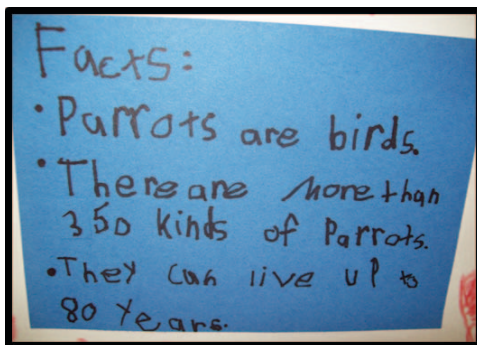 Facts:
• Parrots are birds.
• There are more than
350 kinds of Parrots.
• They can live up to
80 years.